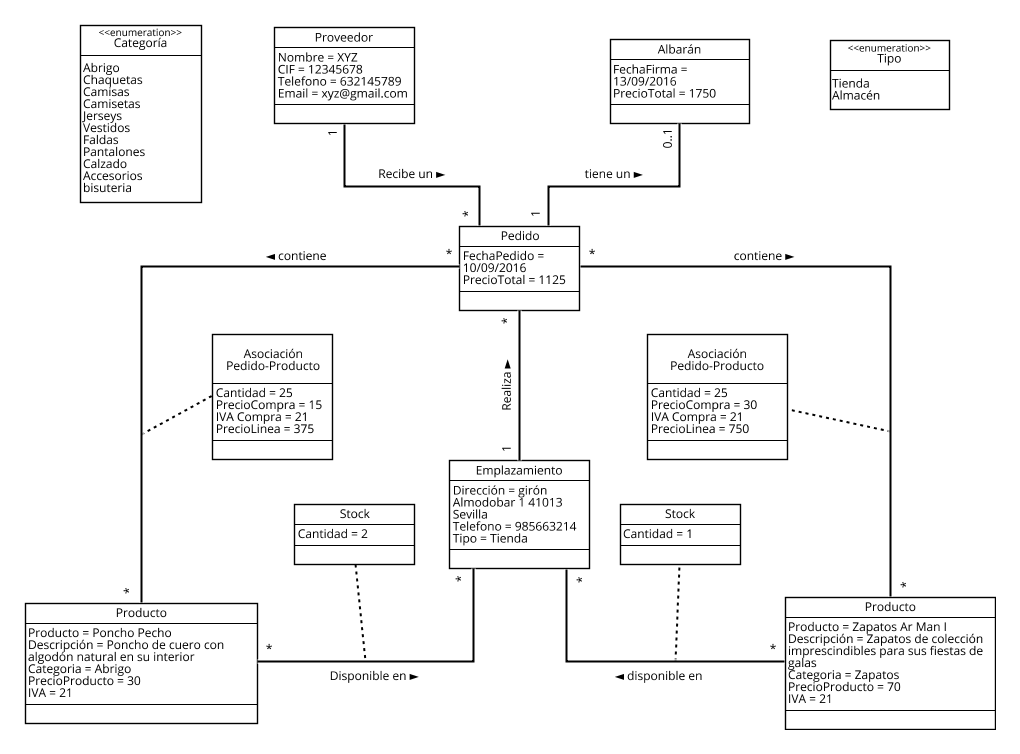 <<enumeration>>
Categoría
Abrigo
Chaquetas
Camisas
Camisetas
Jerseys
Vestidos
Faldas
Pantalones
Calzado
Accesorios
bisuteria
Proveedor
Nombre = XYZ
CIF = 12345678
Telefono = 632145789
Email = xyz@gmail.com
Albarán
FechaFirma =
13/09/2016
PrecioTotal = 1750
<<enumeration>>
Tipo
Tienda
Almacén
1
0..1
Recibe un ►
tiene un ►
*
1
Pedido
FechaPedido =
10/09/2016
PrecioTotal = 1125
*
*
◄ contiene
contiene ►
*
Realiza ►
1
Asociación
Pedido-Producto
Cantidad = 25
PrecioCompra = 15
IVA Compra = 21
PrecioLinea = 375
Asociación
Pedido-Producto
Cantidad = 25
PrecioCompra = 30
IVA Compra = 21
PrecioLinea = 750
Emplazamiento
Dirección = girón
Almodobar 1 41013
Sevilla
Telefono = 985663214
Tipo = Tienda
Stock
Cantidad = 2
Stock
Cantidad = 1
*
*
*
*
Producto
Producto = Poncho Pecho
Descripción = Poncho de cuero con
algodón natural en su interior
Categoria = Abrigo
PrecioProducto = 30
IVA = 21
*
Disponible en ►
*
◄ disponible en
Producto
Producto = Zapatos Ar Man I
Descripción = Zapatos de colección
imprescindibles para sus fiestas de
galas
Categoria = Zapatos
PrecioProducto = 70
IVA = 21